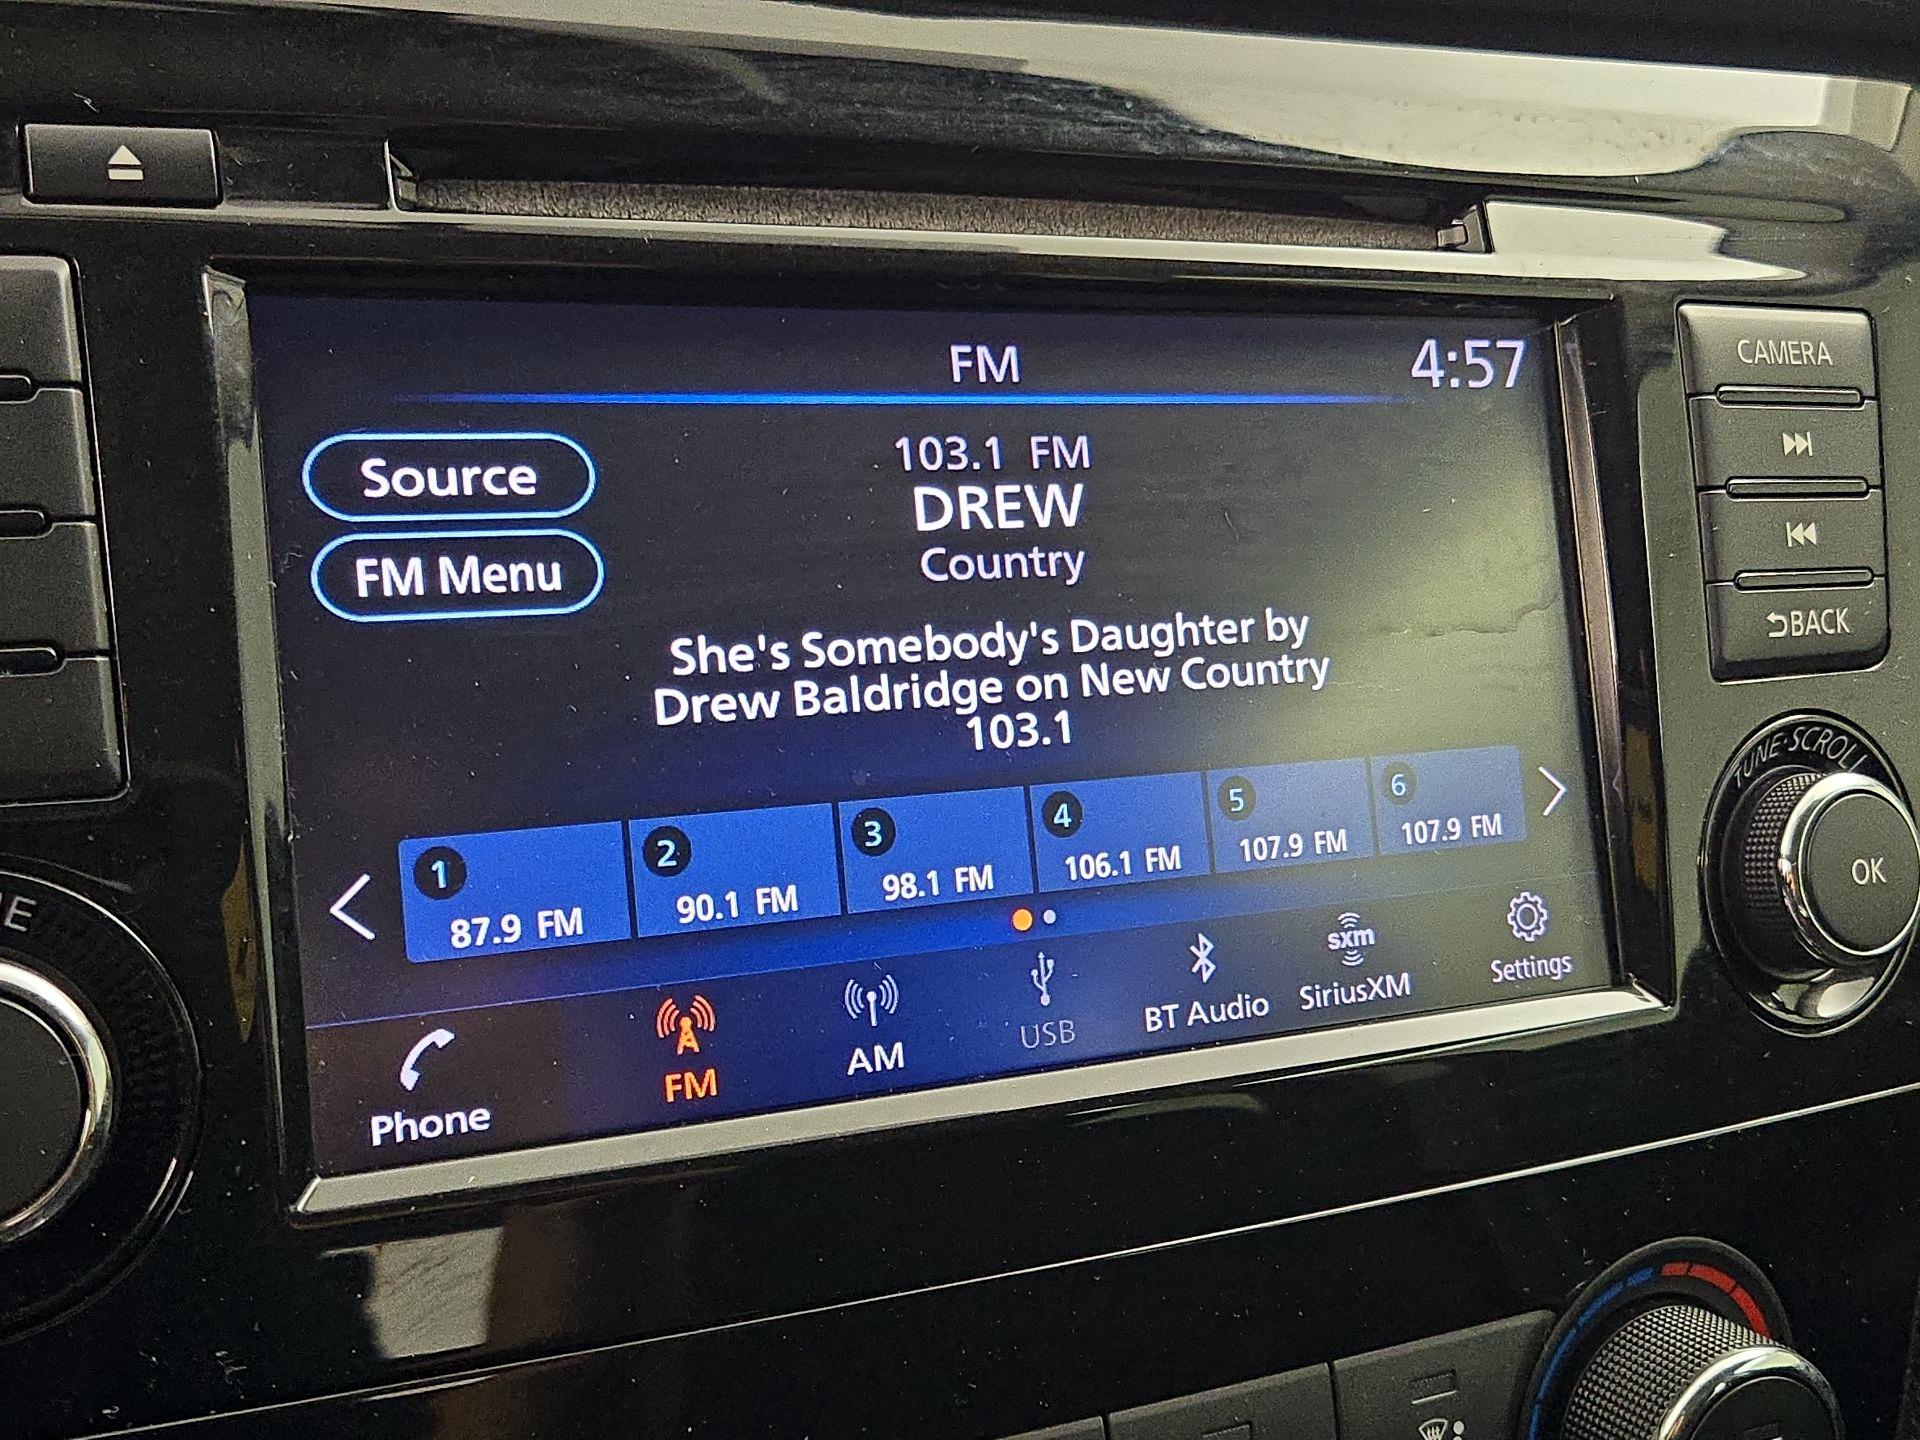 FM
4:57
CAMERA
Source
103.1 FM
DREW
FM Menu
Country
BACK
She's Somebody's Daughter by
Drew Baldridge on New Country
103.1
TUNE·SCROLL
OK
1
2
3
4
5
6
87.9 FM
90.1 FM
98.1 FM
106.1 FM
107.9 FM
107.9 FM
Phone
FM
AM
USB
BT Audio
sxm
SiriusXM
Settings